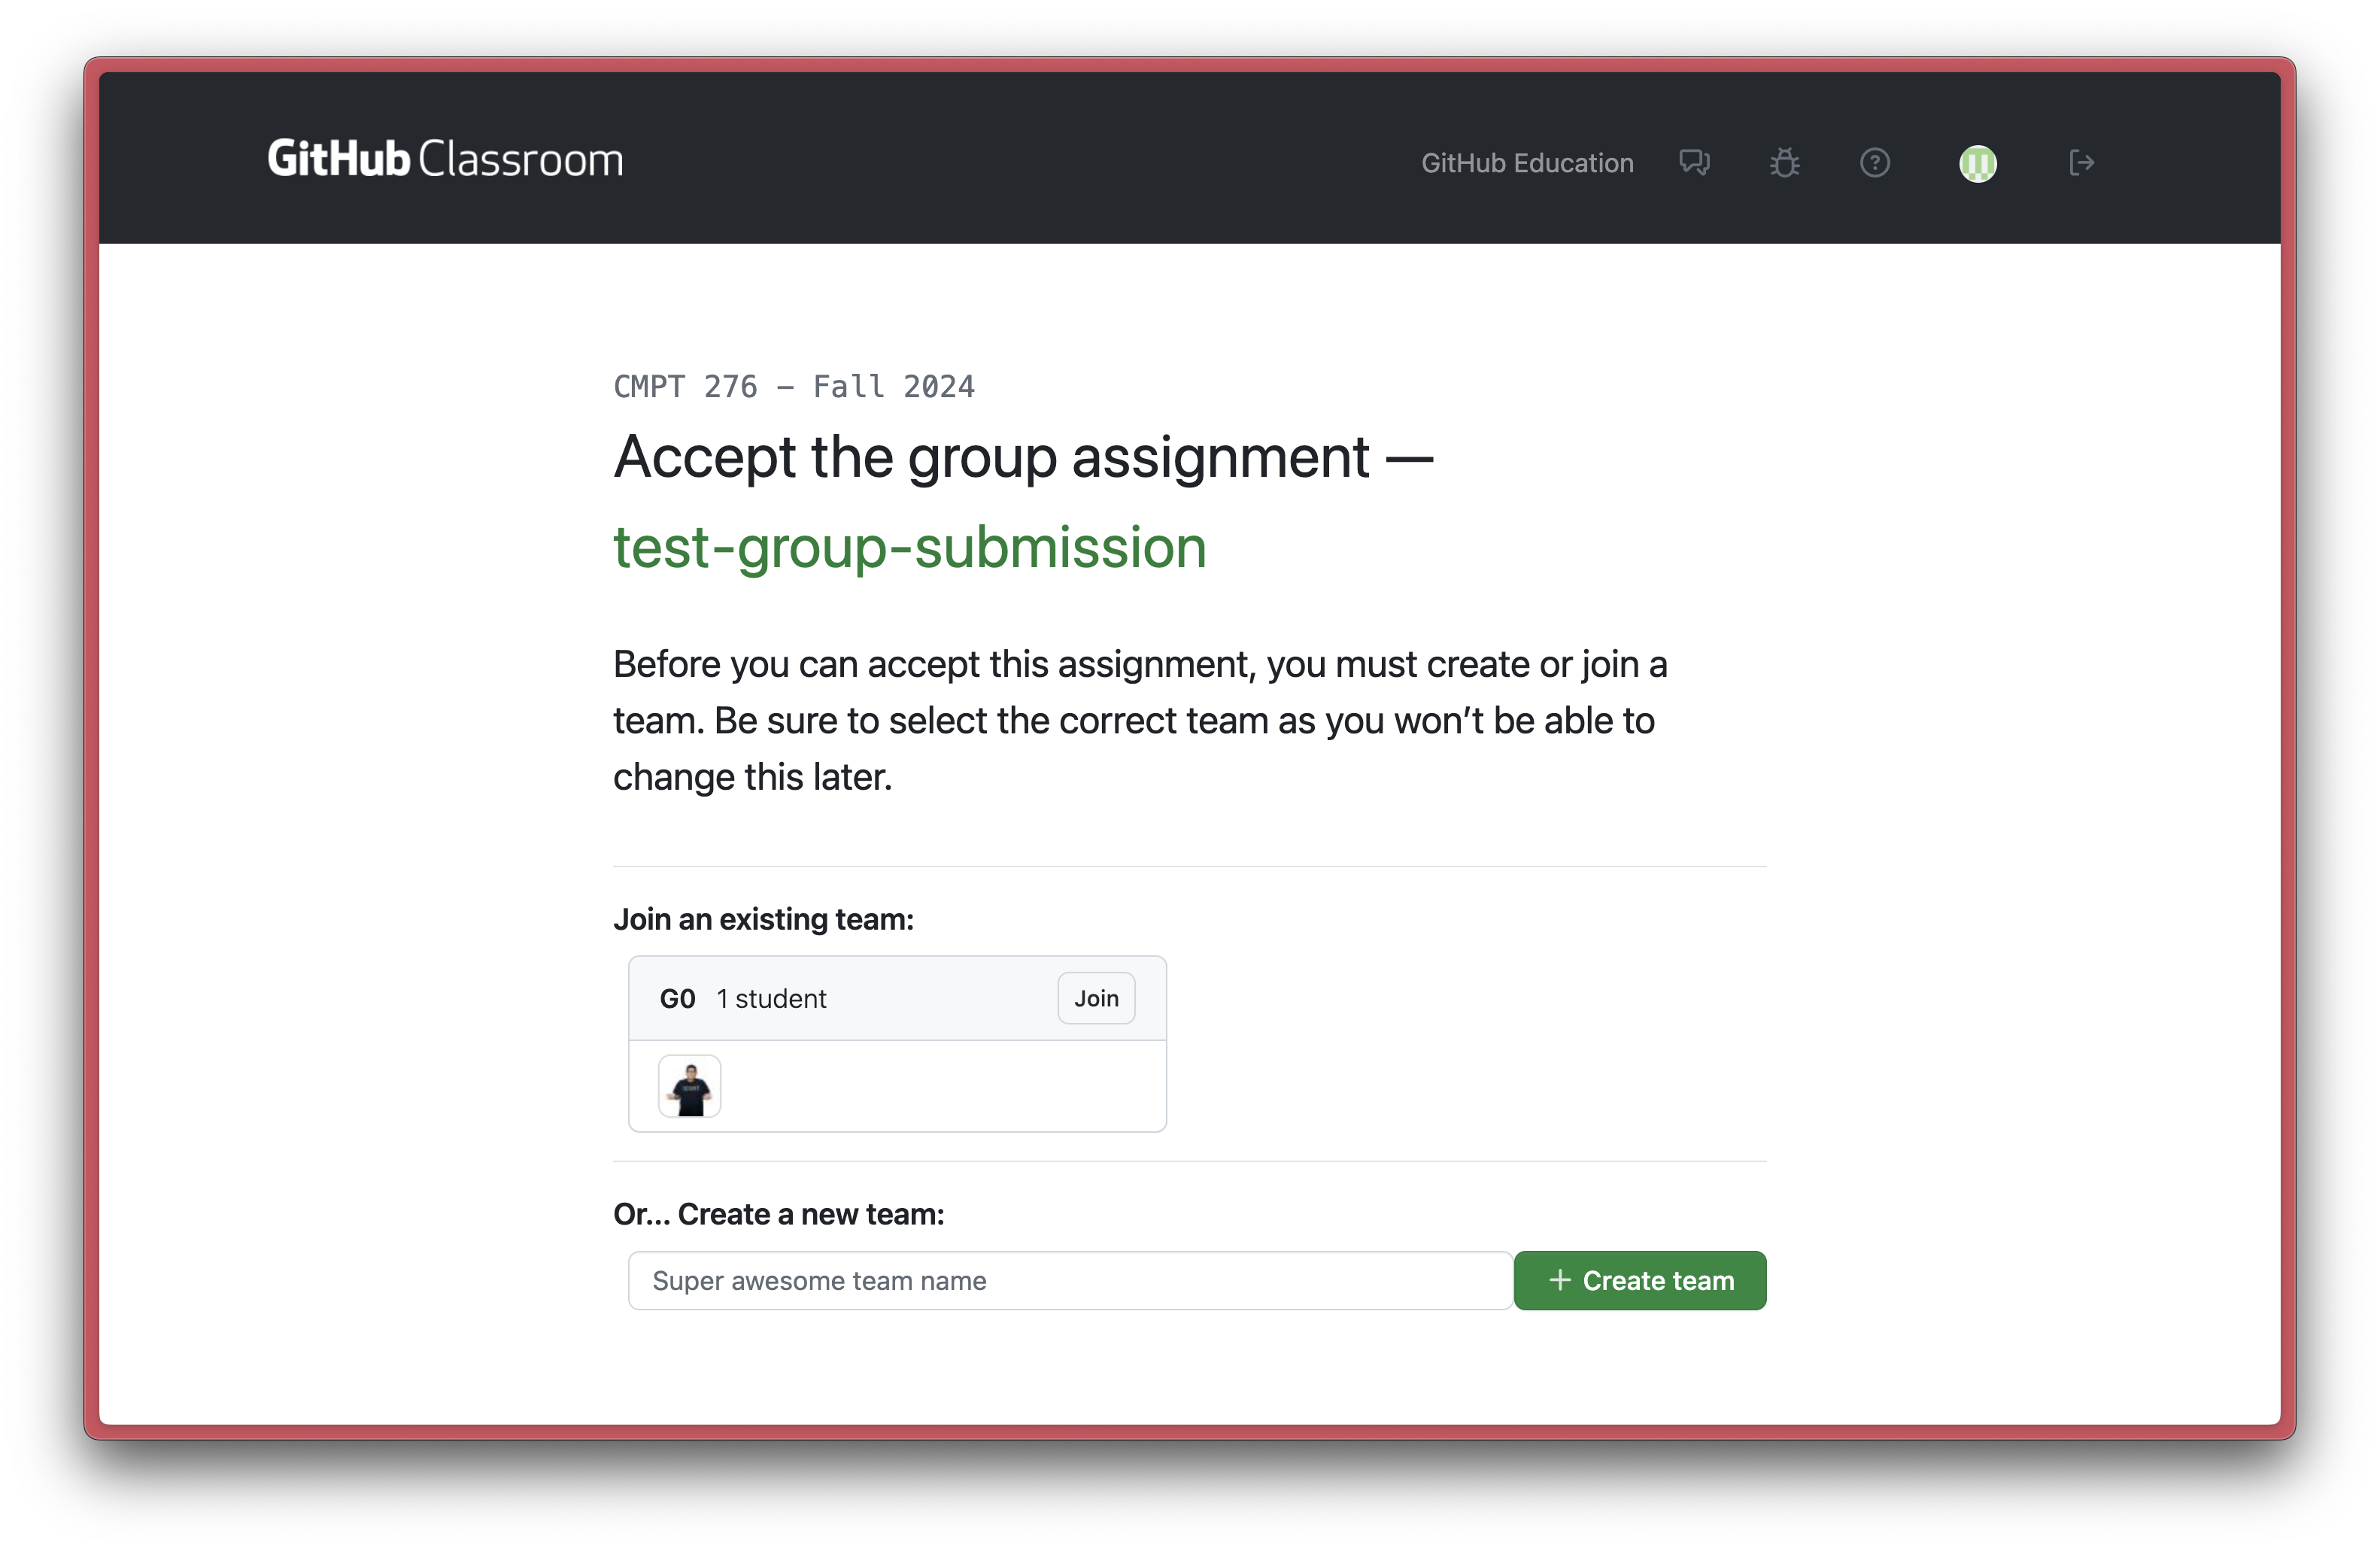 GitHub Classroom
GitHub Education
CMPT 276 – Fall 2024
Accept the group assignment —
test-group-submission
Before you can accept this assignment, you must create or join a
team. Be sure to select the correct team as you won’t be able to
change this later.
Join an existing team:
G0 1 student
Join
Or... Create a new team:
Super awesome team name
+ Create team